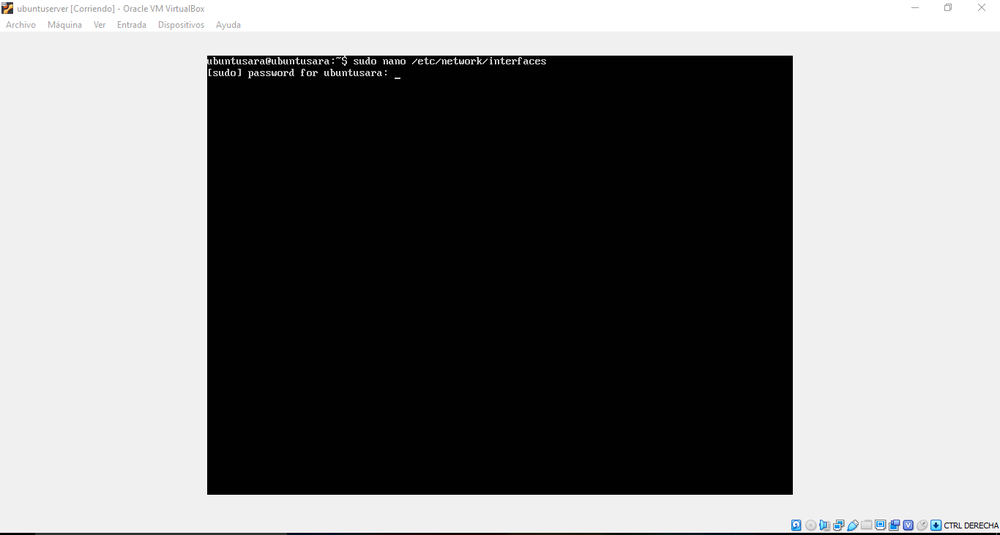 ubuntuserver [Corriendo] - Oracle VM VirtualBox
Archivo Máquina Ver Entrada Dispositivos Ayuda
ubuntusara@ubuntusara:~$ sudo nano /etc/network/interfaces
[sudo] password for ubuntusara: _
CTRL DERECHA